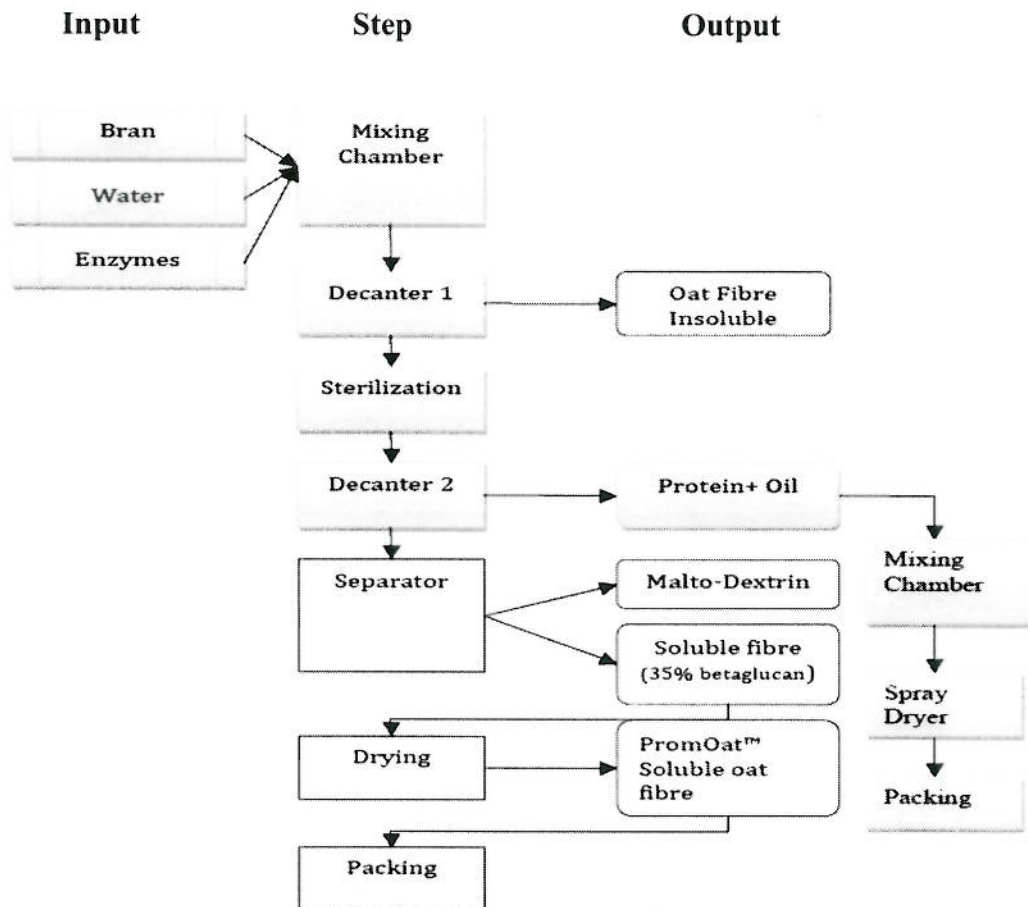 Input
Step
Output
Bran
Water
Enzymes
Mixing
Chamber
Decanter 1
Oat Fibre
Insoluble
Sterilization
Decanter 2
Protein+ Oil
Mixing
Chamber
Separator
Malto-Dextrin
Soluble fibre
(35% betaglucan)
Spray
Dryer
Drying
PromOat™
Soluble oat
fibre
Packing
Packing